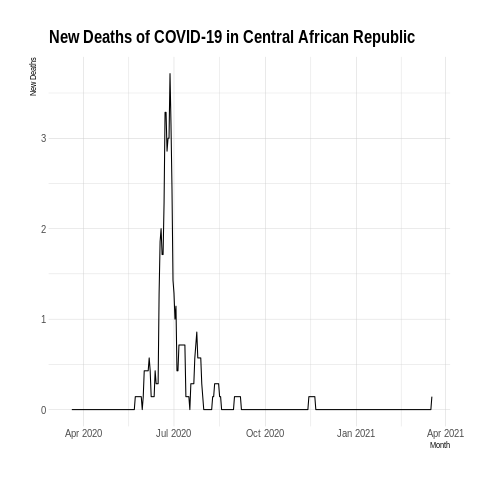 New Deaths of COVID-19 in Central African Republic
New Deaths
3
2
1
0
Apr 2020 Jul 2020 Oct 2020 Jan 2021 Apr 2021
Month